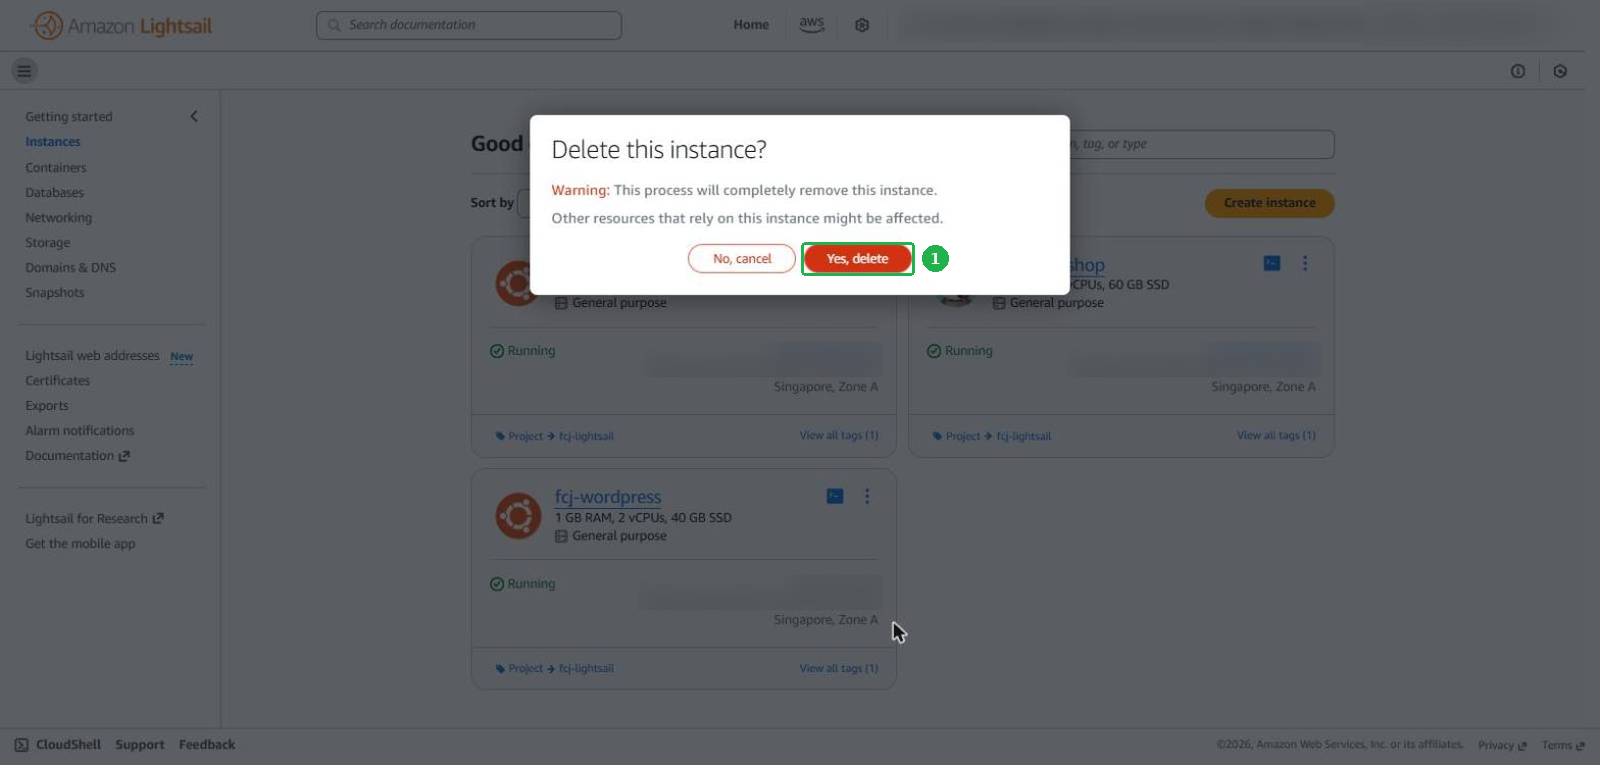 Amazon Lightsail
Search documentation
Home
aws
Getting started
Instances
Containers
Databases
Networking
Storage
Domains & DNS
Snapshots
Lightsail web addresses New
Certificates
Exports
Alarm notifications
Documentation
Lightsail for Research
Get the mobile app
Good
tag, or type
Sort by
Create instance
Delete this instance?
Warning: This process will completely remove this instance.
Other resources that rely on this instance might be affected.
No, cancel
Yes, delete
1
General purpose
Running
Singapore, Zone A
Project → fcj-lightsail
View all tags (1)
shop
CPUs, 60 GB SSD
General purpose
Running
Singapore, Zone A
Project → fcj-lightsail
View all tags (1)
fcj-wordpress
1 GB RAM, 2 vCPUs, 40 GB SSD
General purpose
Running
Singapore, Zone A
Project → fcj-lightsail
View all tags (1)
CloudShell Support Feedback
©2026, Amazon Web Services, Inc. or its affiliates. Privacy Terms